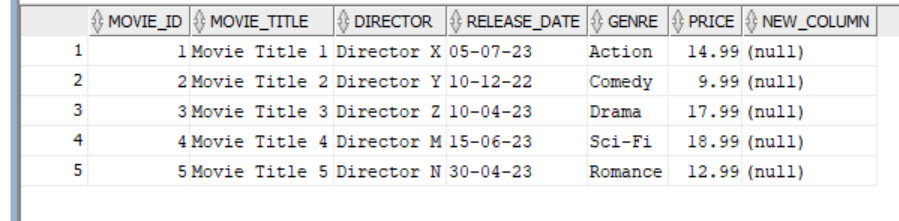 MOVIE_ID MOVIE_TITLE DIRECTOR RELEASE_DATE GENRE PRICE NEW_COLUMN
1 1 Movie Title 1 Director X 05-07-23 Action 14.99 (null)
2 2 Movie Title 2 Director Y 10-12-22 Comedy 9.99 (null)
3 3 Movie Title 3 Director Z 10-04-23 Drama 17.99 (null)
4 4 Movie Title 4 Director M 15-06-23 Sci-Fi 18.99 (null)
5 5 Movie Title 5 Director N 30-04-23 Romance 12.99 (null)